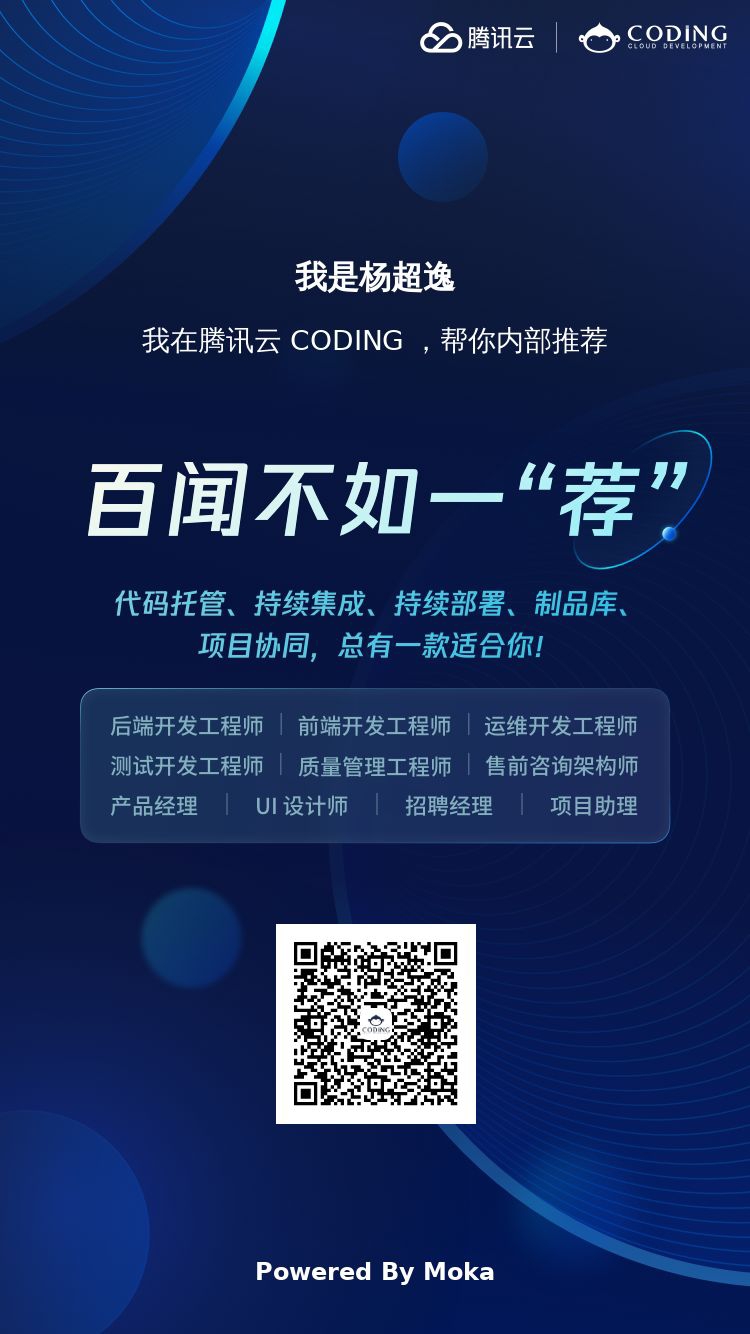 腾讯云 CODING
CLOUD DEVELOPMENT
我是杨超逸
我在腾讯云 CODING ，帮你内部推荐
百闻不如一“荐”
代码托管、持续集成、持续部署、制品库、
项目协同，总有一款适合你!
后端开发工程师 前端开发工程师 运维开发工程师
测试开发工程师 质量管理工程师 售前咨询架构师
产品经理 UI 设计师 招聘经理 项目助理
CODING
Powered By Moka